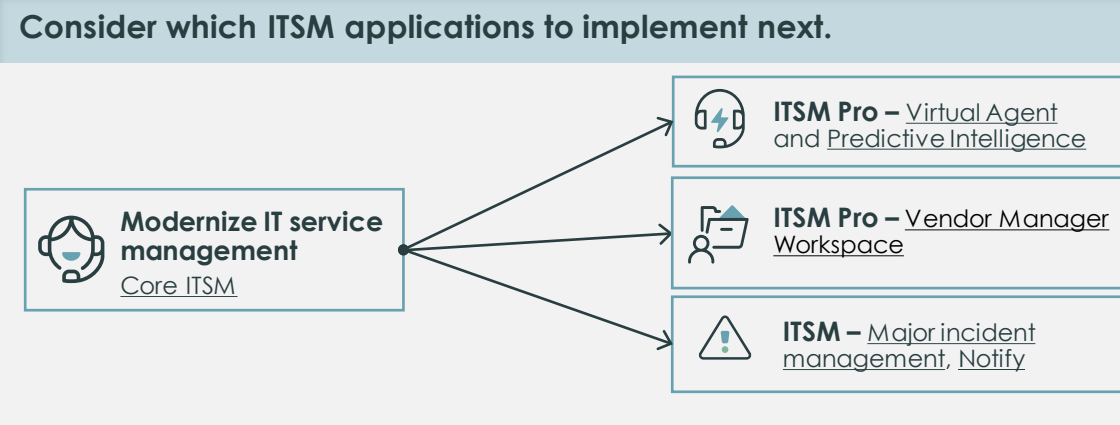 Consider which ITSM applications to implement next.
Modernize IT service
management
Core ITSM
ITSM Pro – Virtual Agent
and Predictive Intelligence
ITSM Pro – Vendor Manager
Workspace
ITSM – Major incident
management, Notify